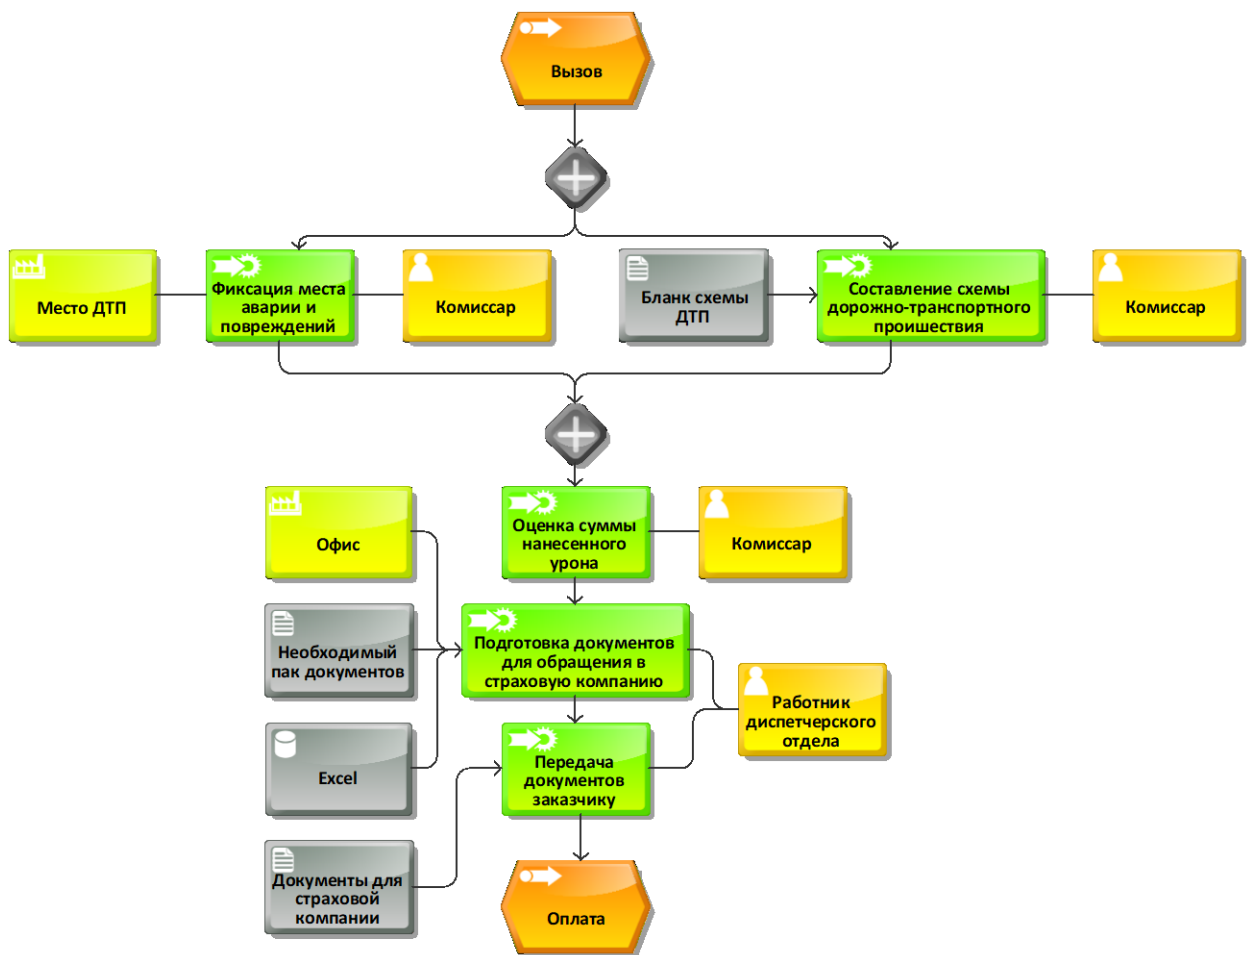 Вызов
Место ДТП
Фиксация места
аварии и
повреждений
Комиссар
Бланк схемы
ДТП
Составление схемы
дорожно-транспортного
проишествия
Комиссар
Офис
Оценка суммы
нанесенного
урона
Комиссар
Необходимый
пак документов
Подготовка документов
для обращения в
страховую компанию
Работник
диспетчерского
отдела
Excel
Передача
документов
заказчику
Документы для
страховой
компании
Оплата